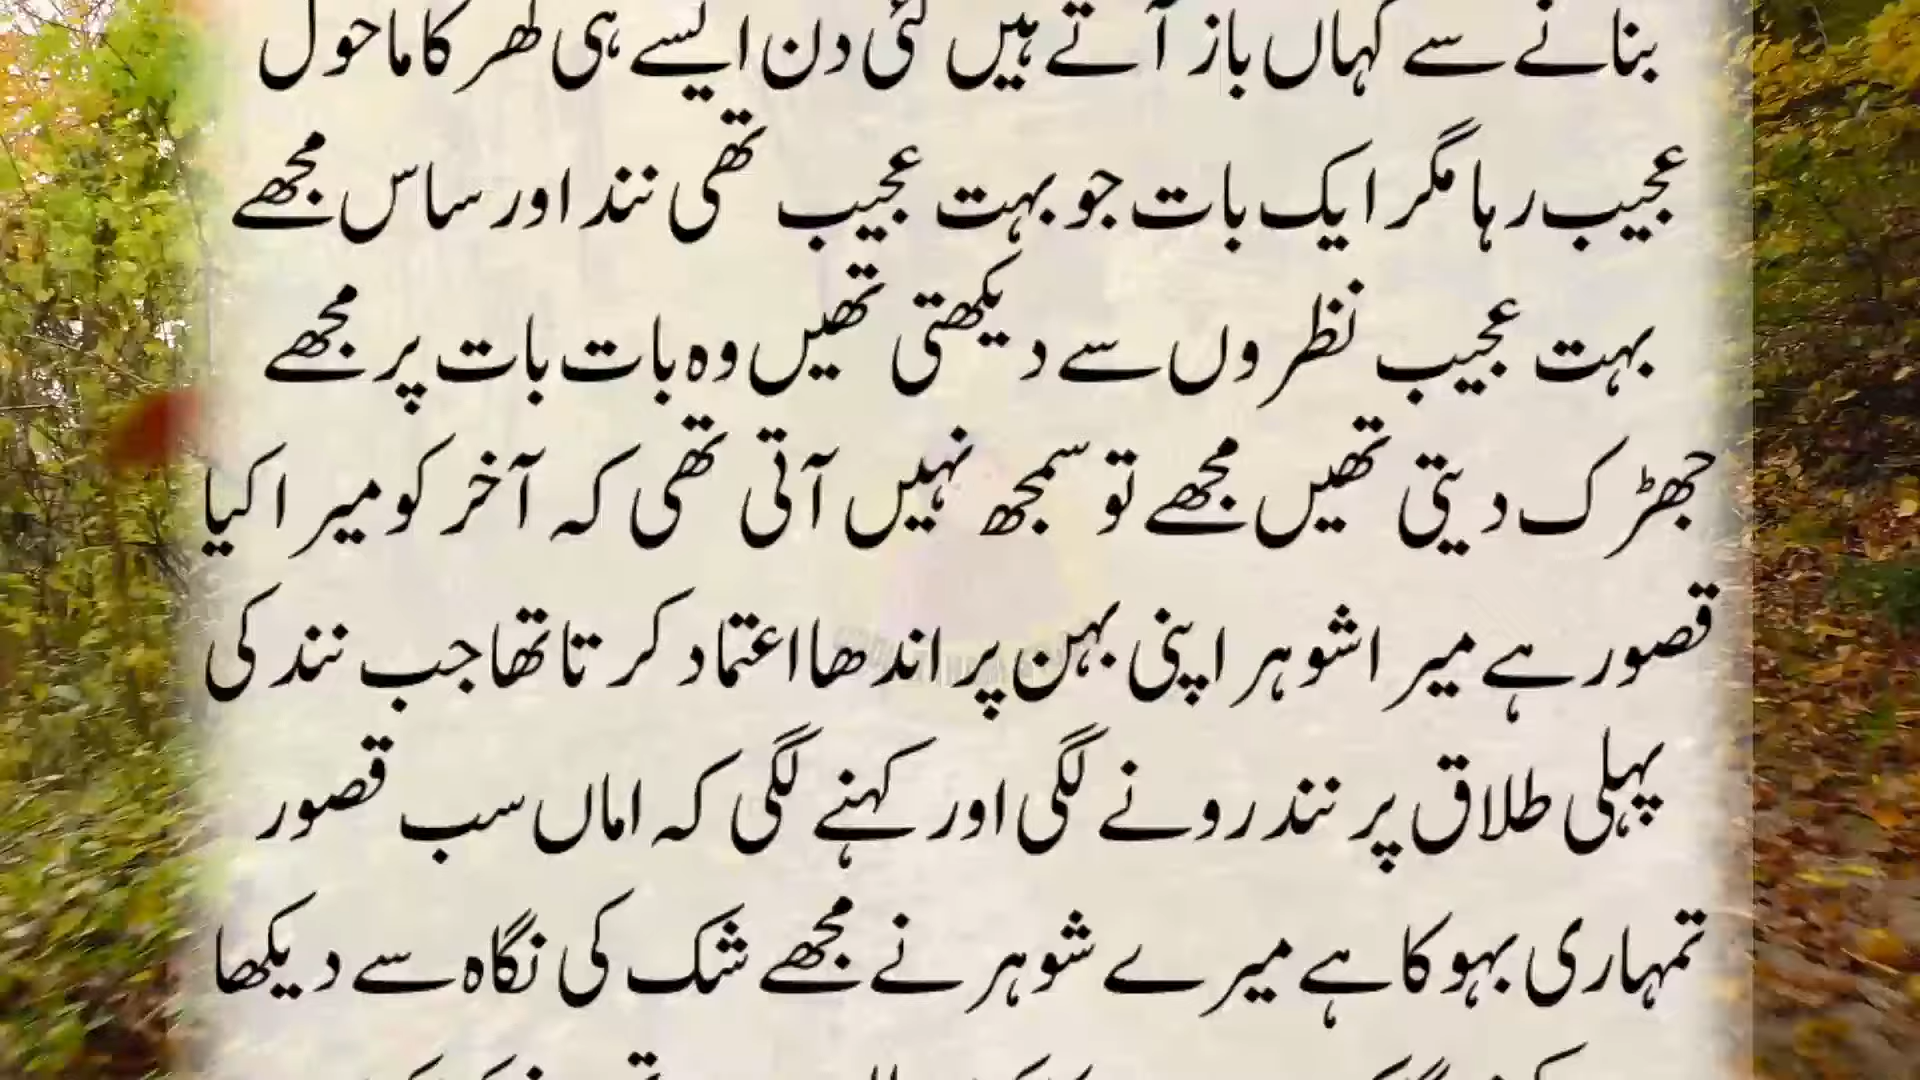 بنانے سے کہاں باز آتے ہیں کئی دن ایسے ہی گھر کا ماحول
عجیب رہا مگر ایک بات جو بہت عجیب تھی نند اور ساس مجھے
بہت عجیب نظروں سے دیکھتی تھیں وہ بات بات پر مجھے
جھڑک دیتی تھیں مجھے تو سمجھ نہیں آتی تھی کہ آخر کو میرا کیا
قصور ہے میرا شوہر اپنی بہن پر اندھا اعتماد کرتا تھا جب نند کی
پہلی طلاق پر نند رونے لگی اور کہنے لگی کہ اماں سب قصور
تمہاری بہو کا ہے میرے شوہر نے مجھے شک کی نگاہ سے دیکھا